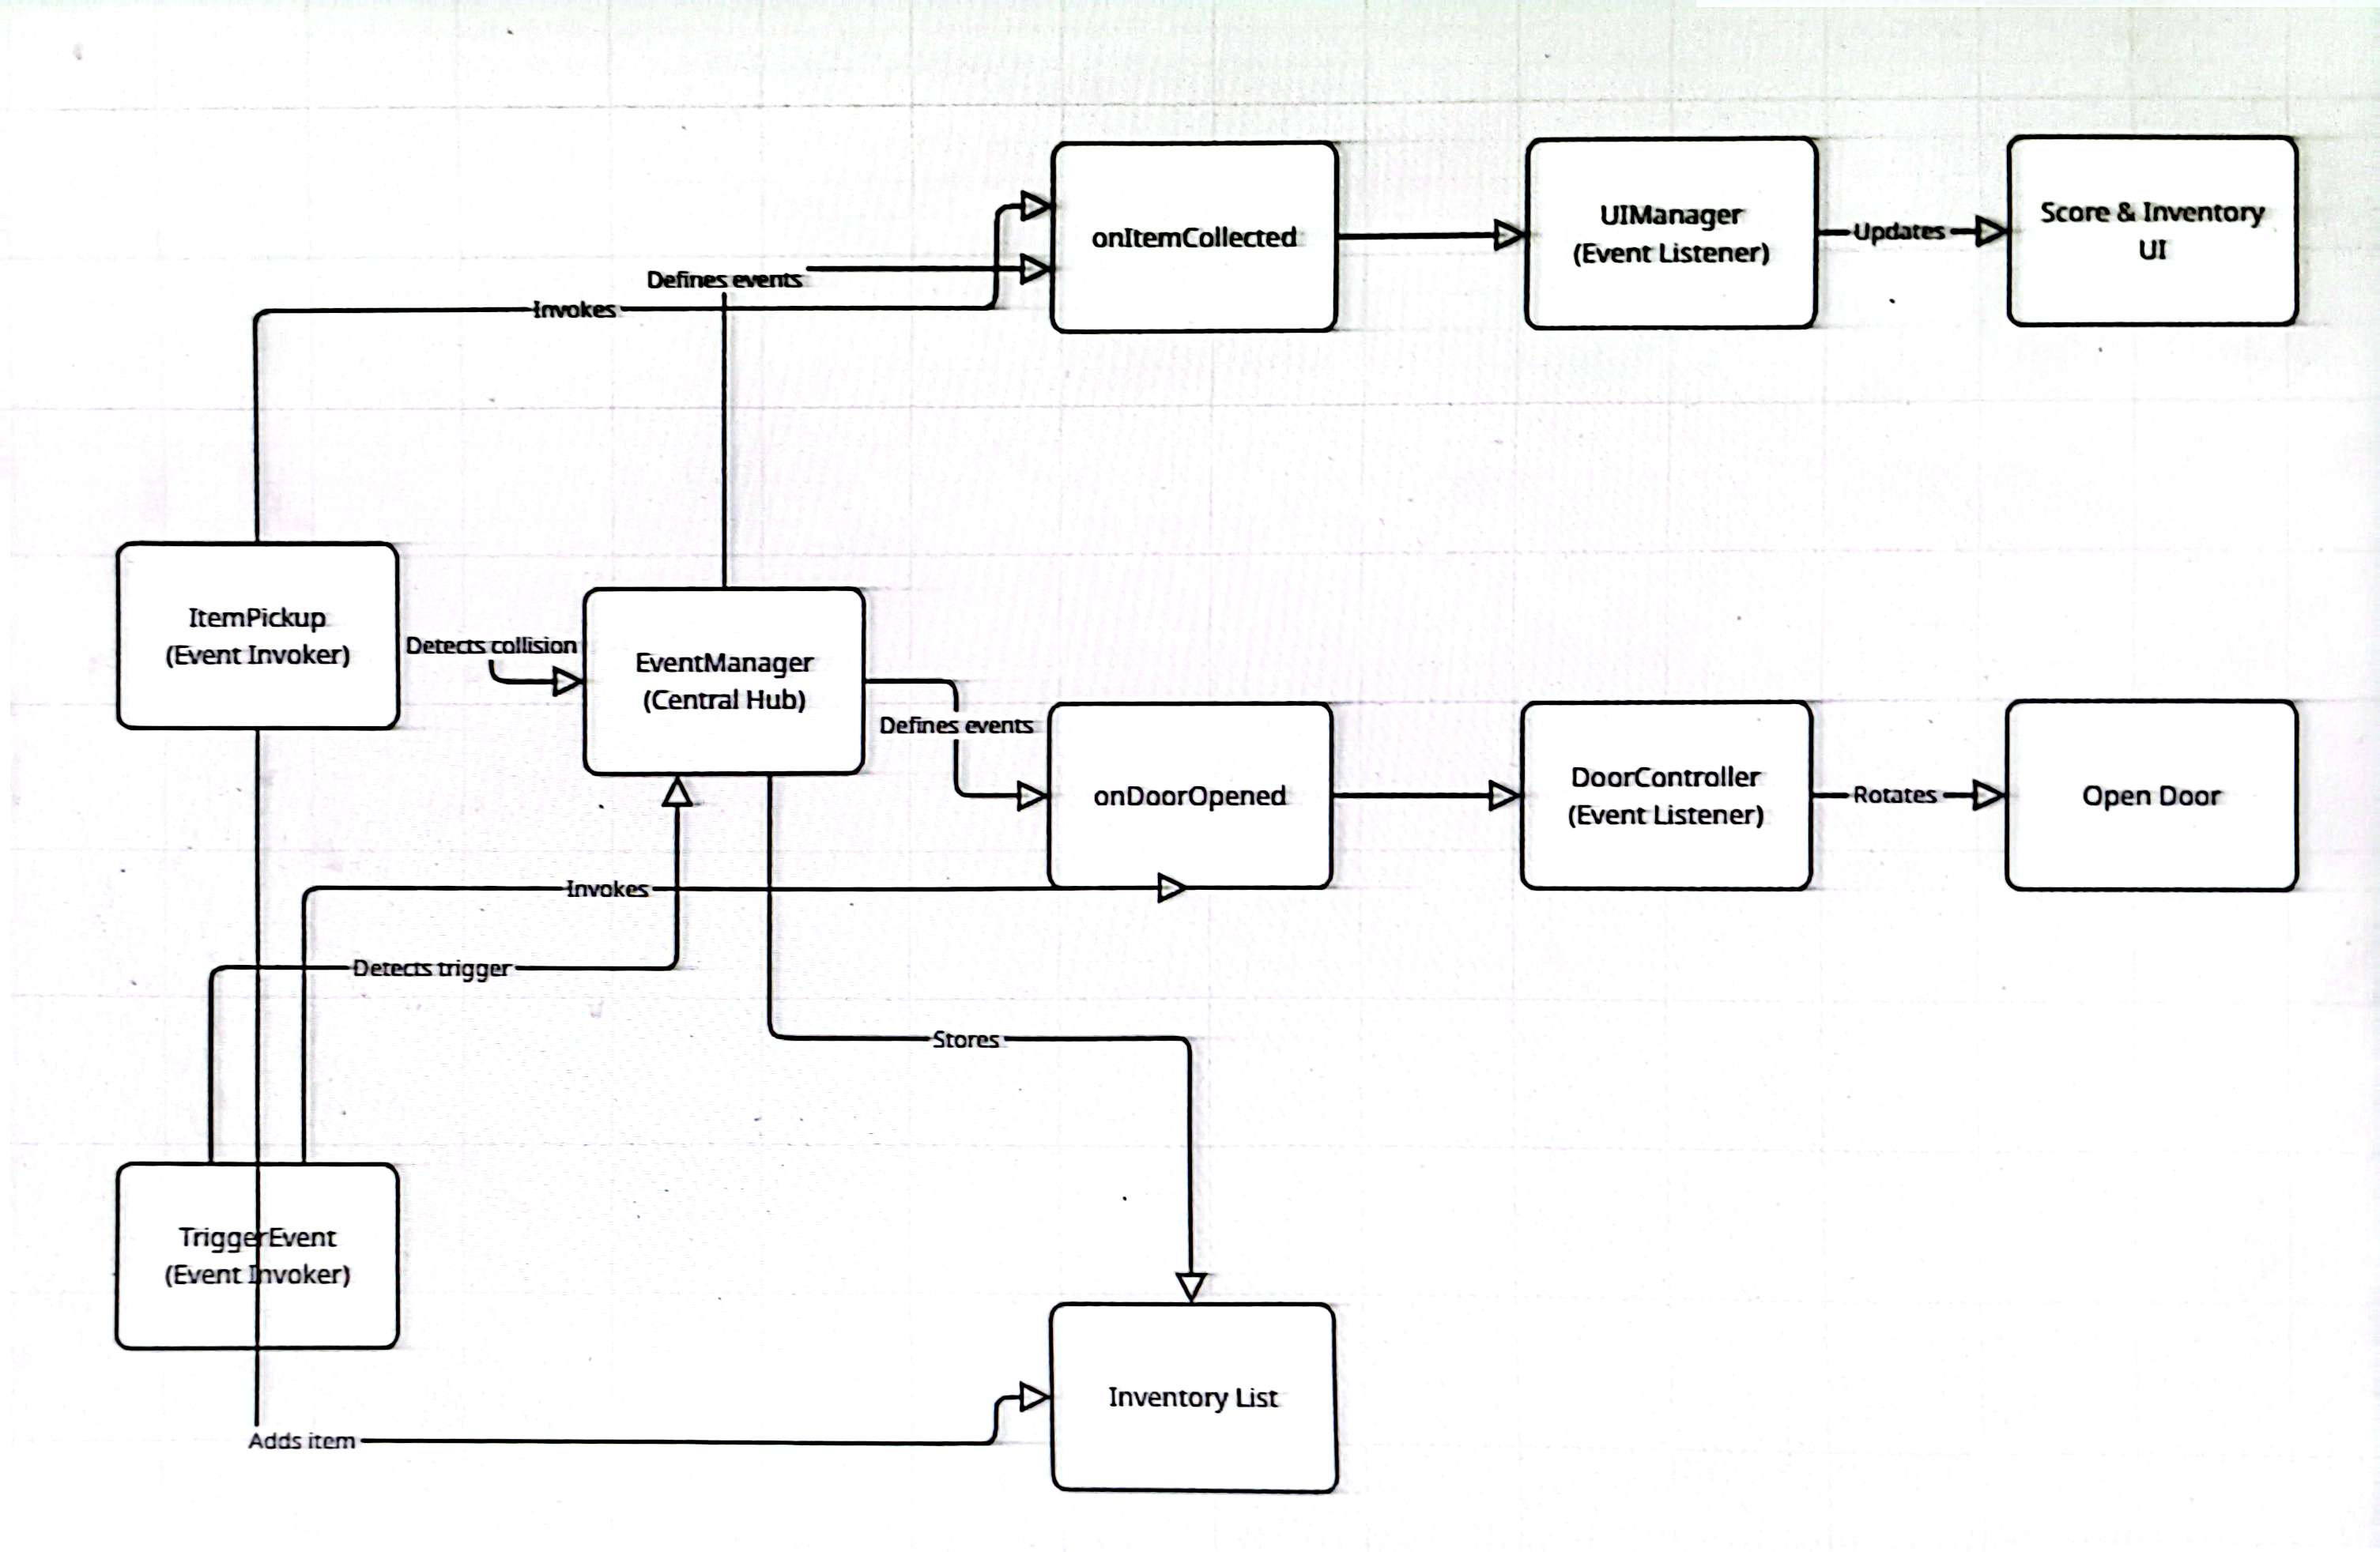 onItemCollected
UIManager
(Event Listener)
Updates
Score & Inventory
UI
Defines events
Invokes
ItemPickup
(Event Invoker)
Detects collision
EventManager
(Central Hub)
Defines events
onDoorOpened
DoorController
(Event Listener)
Rotates
Open Door
Invokes
Detects trigger
Stores
TriggerEvent
(Event Invoker)
Inventory List
Adds item